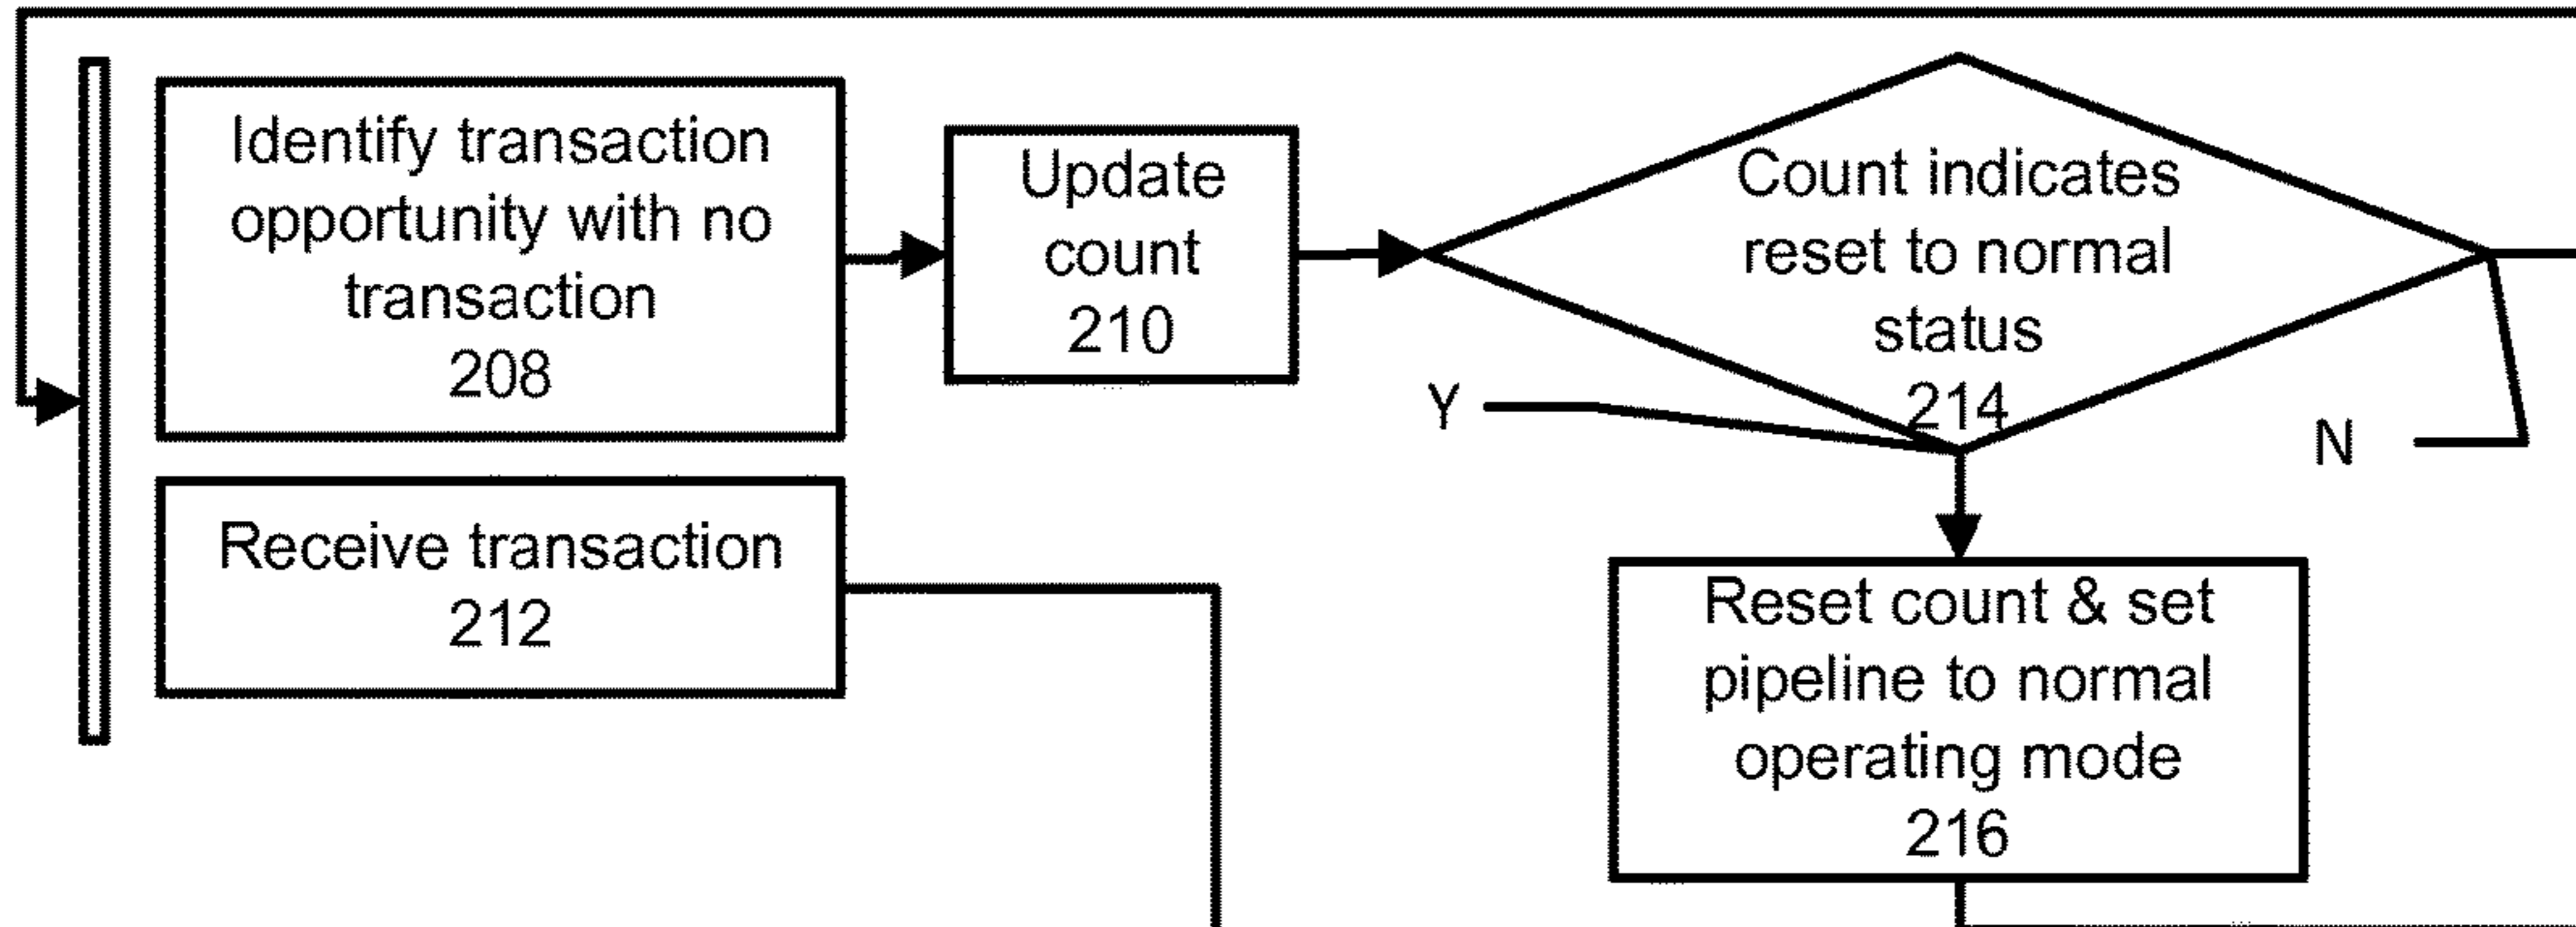 Identify transaction
opportunity with no
transaction
208
Update
count
210
Count indicates
reset to normal
status
214
Y
N
Receive transaction
212
Reset count & set
pipeline to normal
operating mode
216